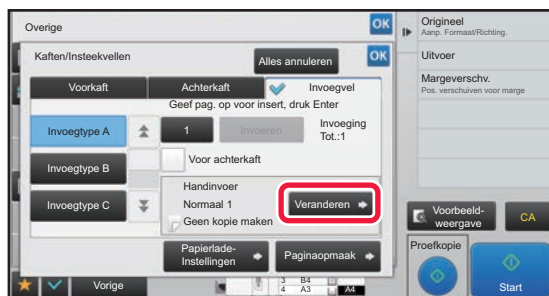 Overige
OK
Kaften/Insteekvellen
Alles annuleren
OK
Voorkaft
Achterkaft
Invoegvel
Geef pag. op voor insert, druk Enter
Invoegtype A
1
Invoeren
Invoeging
Tot.:1
Invoegtype B
Voor achterkaft
Invoegtype C
Handinvoer
Normaal 1
Geen kopie maken
Veranderen
Papierlade-
Instellingen
Paginaopmaak
Vorige
3 B4
4 A3
A4
Origineel
Aanp. Formaat/Richting.
Uitvoer
Margeverschv.
Pos. verschuiven voor marge
Voorbeeld-
weergave
CA
Proefkopie
Start